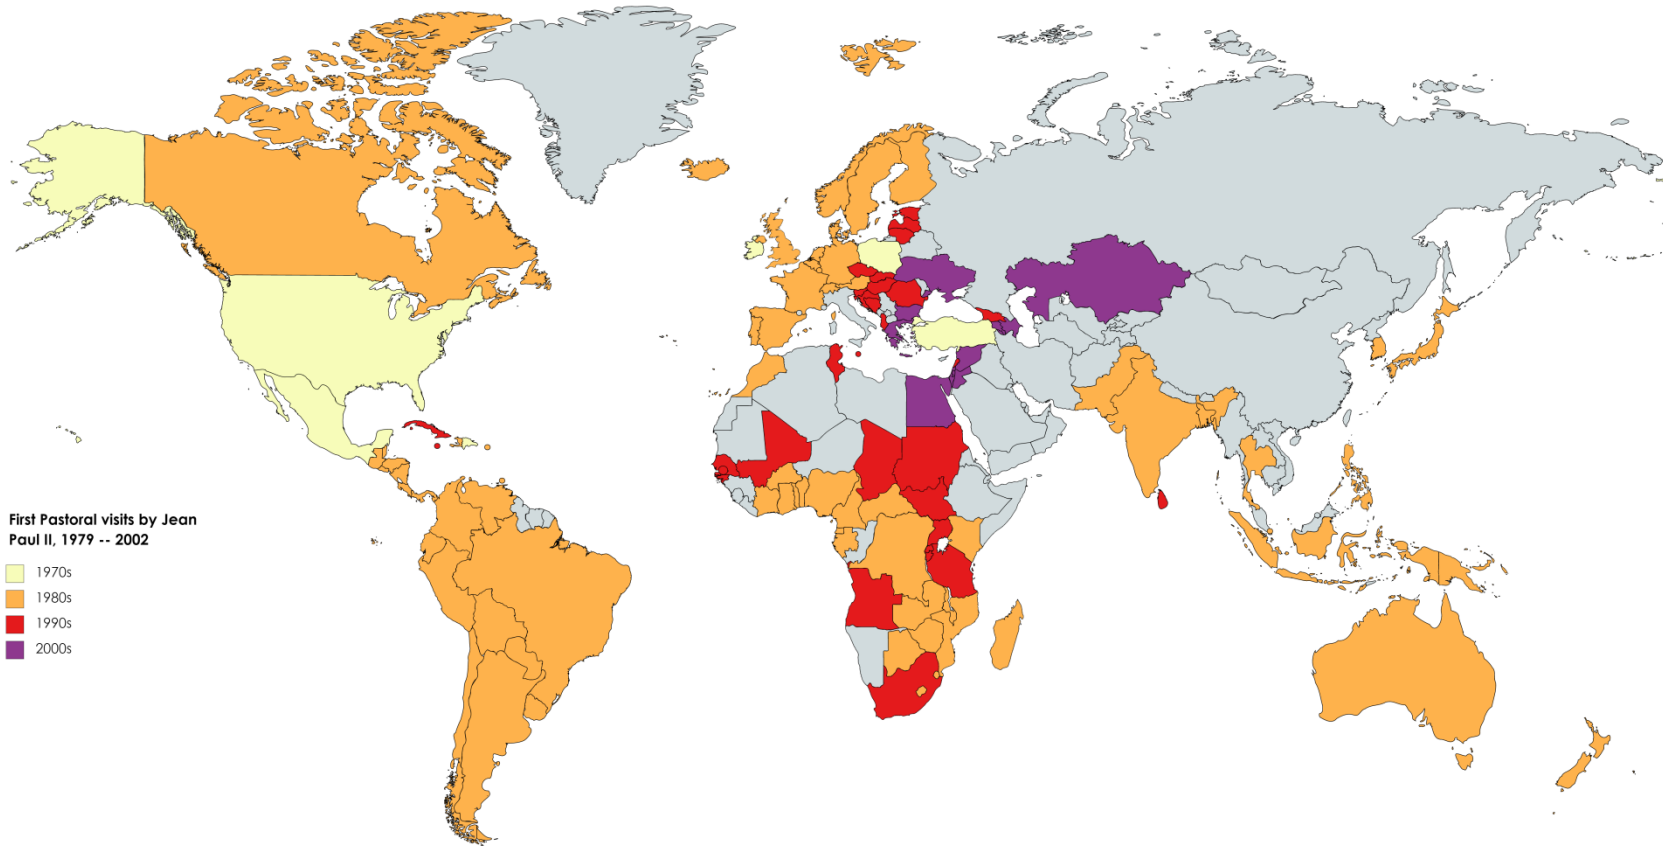 First Pastoral visits by Jean
Paul II, 1979 -- 2002
1970s
1980s
1990s
2000s